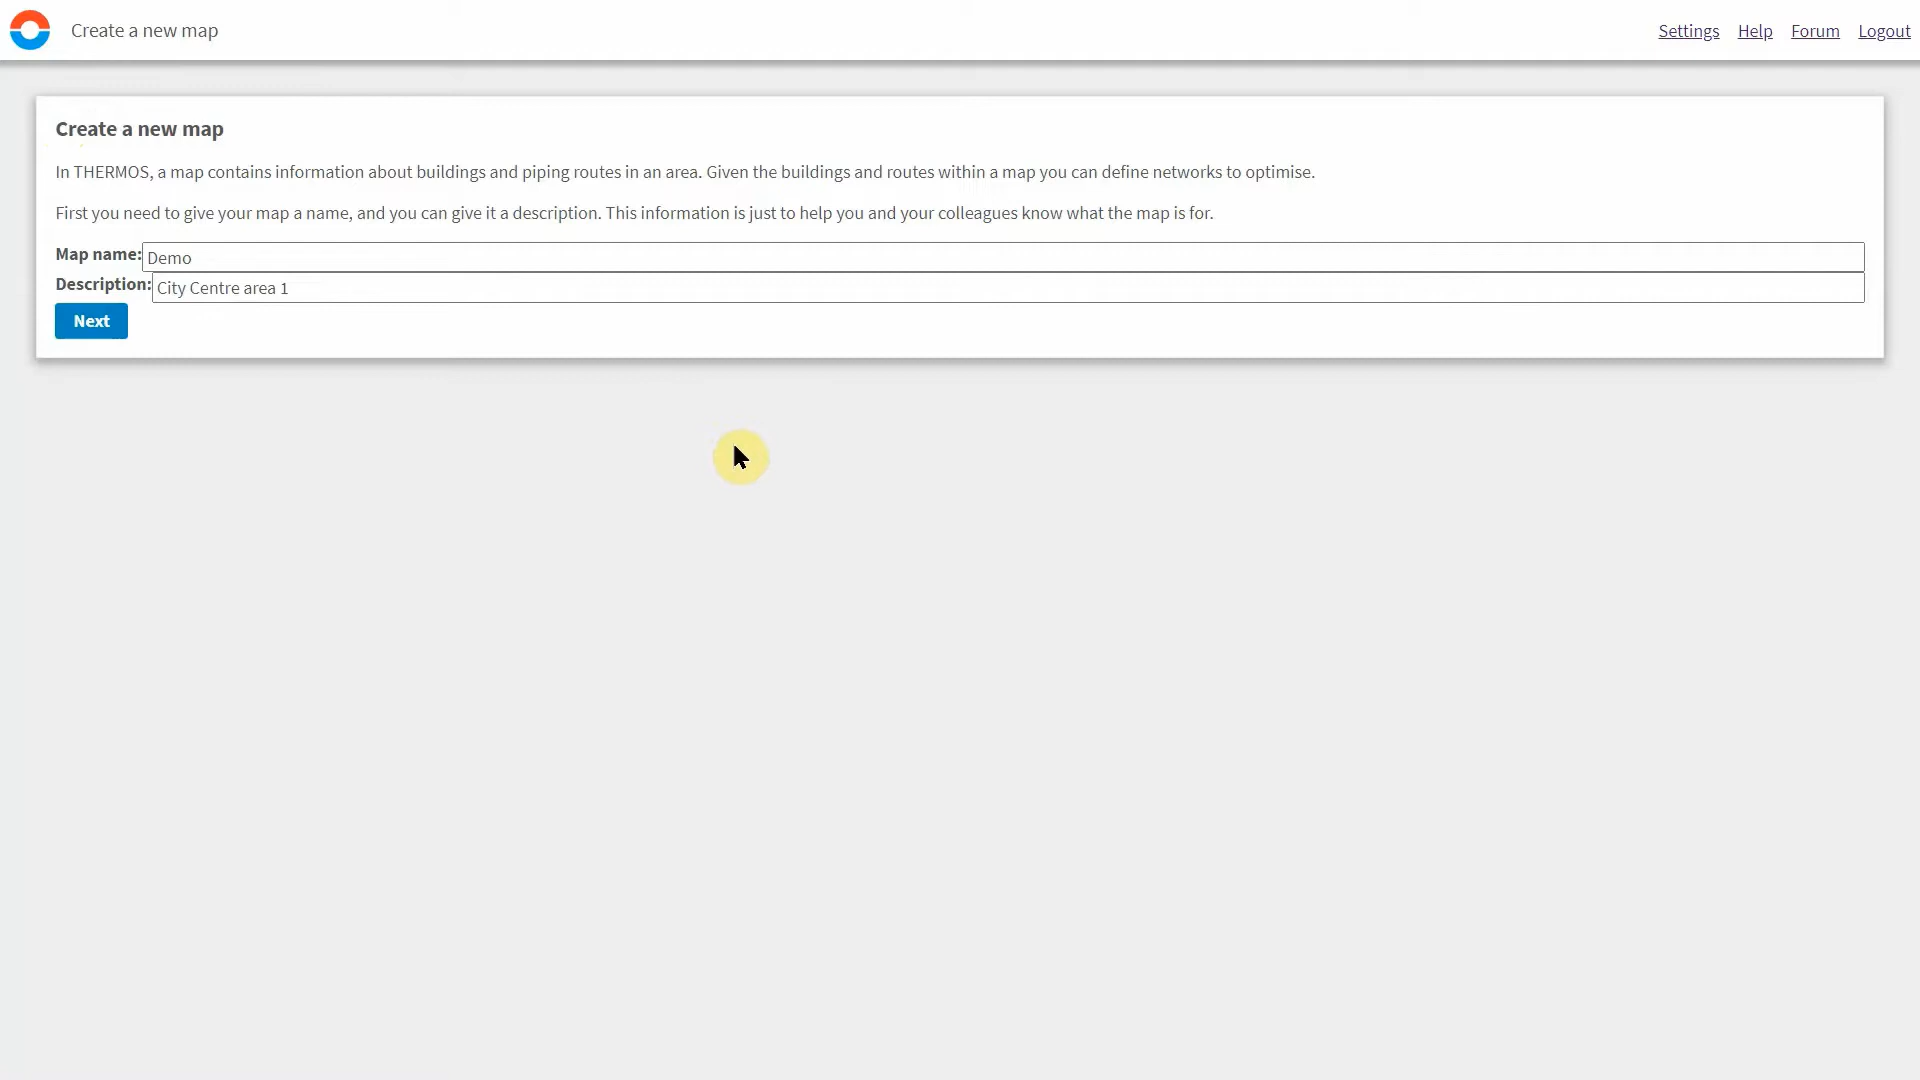 Create a new map
Settings Help Forum Logout
Create a new map
In THERMOS, a map contains information about buildings and piping routes in an area. Given the buildings and routes within a map you can define networks to optimise.
First you need to give your map a name, and you can give it a description. This information is just to help you and your colleagues know what the map is for.
Map name: Demo
Description: City Centre area 1
Next